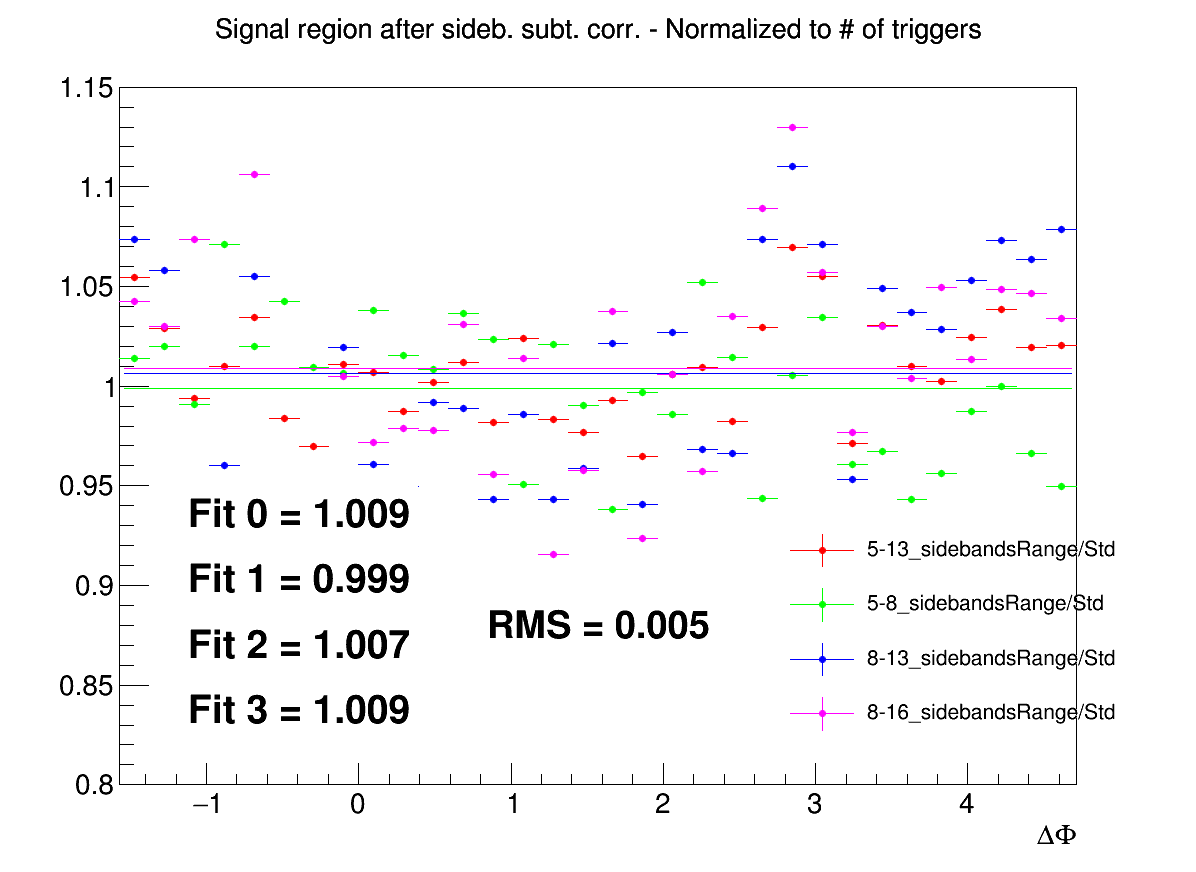 Signal region after sideb. subt. corr. - Normalized to # of triggers
1.15
1.1
1.05
1
0.95
0.9
0.85
0.8
Fit 0 = 1.009
Fit 1 = 0.999
Fit 2 = 1.007
Fit 3 = 1.009
RMS = 0.005
5-13_sidebandsRange/Std
5-8_sidebandsRange/Std
8-13_sidebandsRange/Std
8-16_sidebandsRange/Std
−1 0 1 2 3 4
ΔΦ